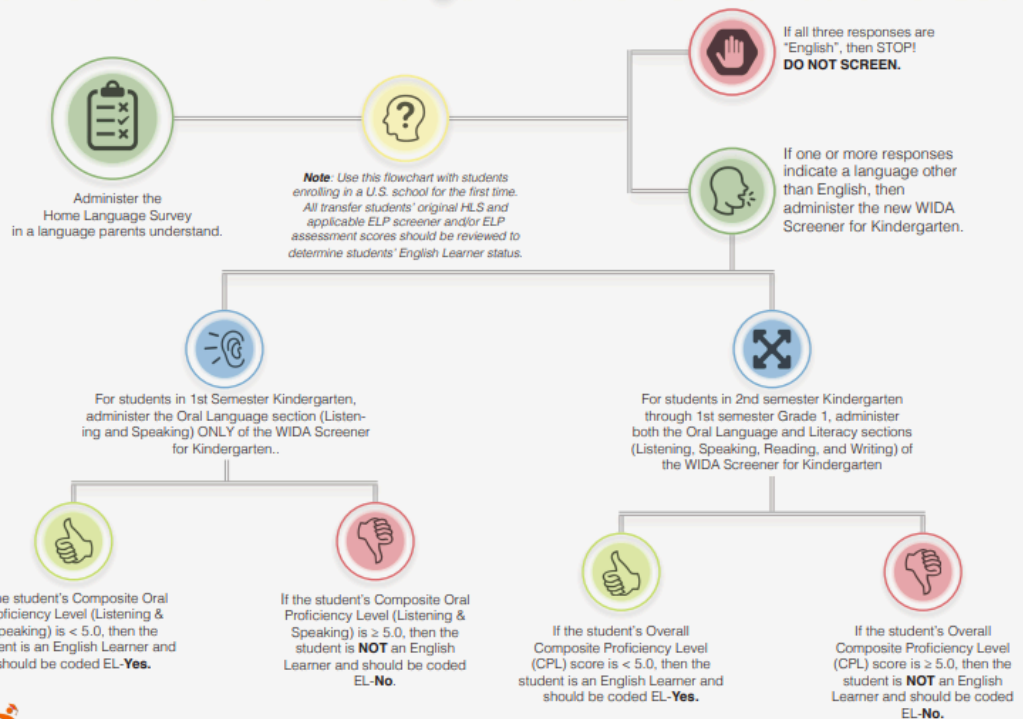 If all three responses are
"English", then STOP!
DO NOT SCREEN.
Administer the
Home Language Survey
in a language parents understand.
?
Note: Use this flowchart with students
enrolling in a U.S. school for the first time.
All transfer students' original HLS and
applicable ELP screener and/or ELP
assessment scores should be reviewed to
determine students' English Learner status.
If one or more responses
indicate a language other
than English, then
administer the new WIDA
Screener for Kindergarten.
For students in 1st Semester Kindergarten,
administer the Oral Language section (Listen-
ing and Speaking) ONLY of the WIDA Screener
for Kindergarten..
For students in 2nd semester Kindergarten
through 1st semester Grade 1, administer
both the Oral Language and Literacy sections
(Listening, Speaking, Reading, and Writing) of
the WIDA Screener for Kindergarten
he student's Composite Oral
oficiency Level (Listening &
peaking) is < 5.0, then the
ent is an English Learner and
should be coded EL-Yes.
If the student's Composite Oral
Proficiency Level (Listening &
Speaking) is ≥ 5.0, then the
student is NOT an English
Learner and should be coded
EL-No.
If the student's Overall
Composite Proficiency Level
(CPL) score is < 5.0, then the
student is an English Learner and
should be coded EL-Yes.
If the student's Overall
Composite Proficiency Level
(CPL) score is ≥ 5.0, then the
student is NOT an English
Learner and should be coded
EL-No.